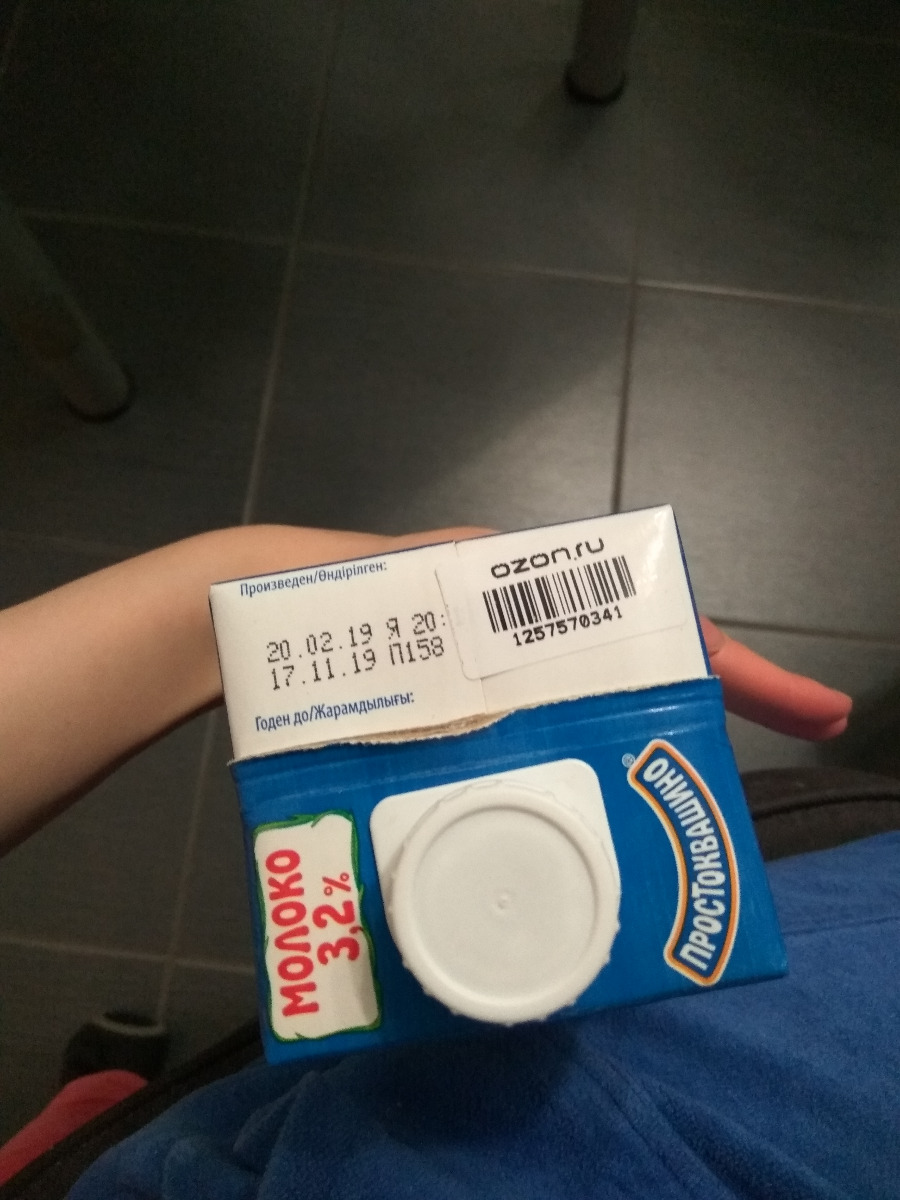 Произведен/Өндірілген:
20.02.19 Я 20:
17.11.19 П158
Годен до/Жарамдылығы:
ozon.ru
1257570341
МОЛОКО
3,2%
ПРОСТОКВАШИНО®